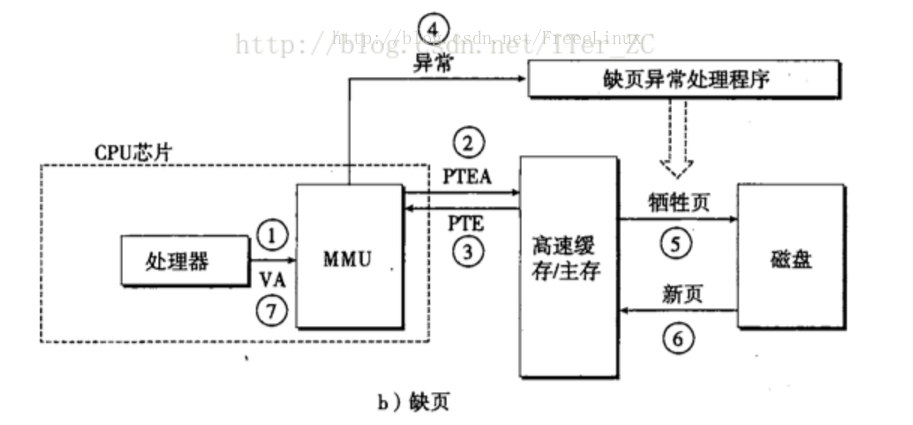 http://blog.csdn.net/FreeLinux
http://blog.csdn.net/ITer_ZC
④
异常
缺页异常处理程序
CPU芯片
②
PTEA
PTE
③
处理器
①
VA
⑦
MMU
高速缓
存/主存
牺牲页
⑤
新页
⑥
磁盘
b) 缺页